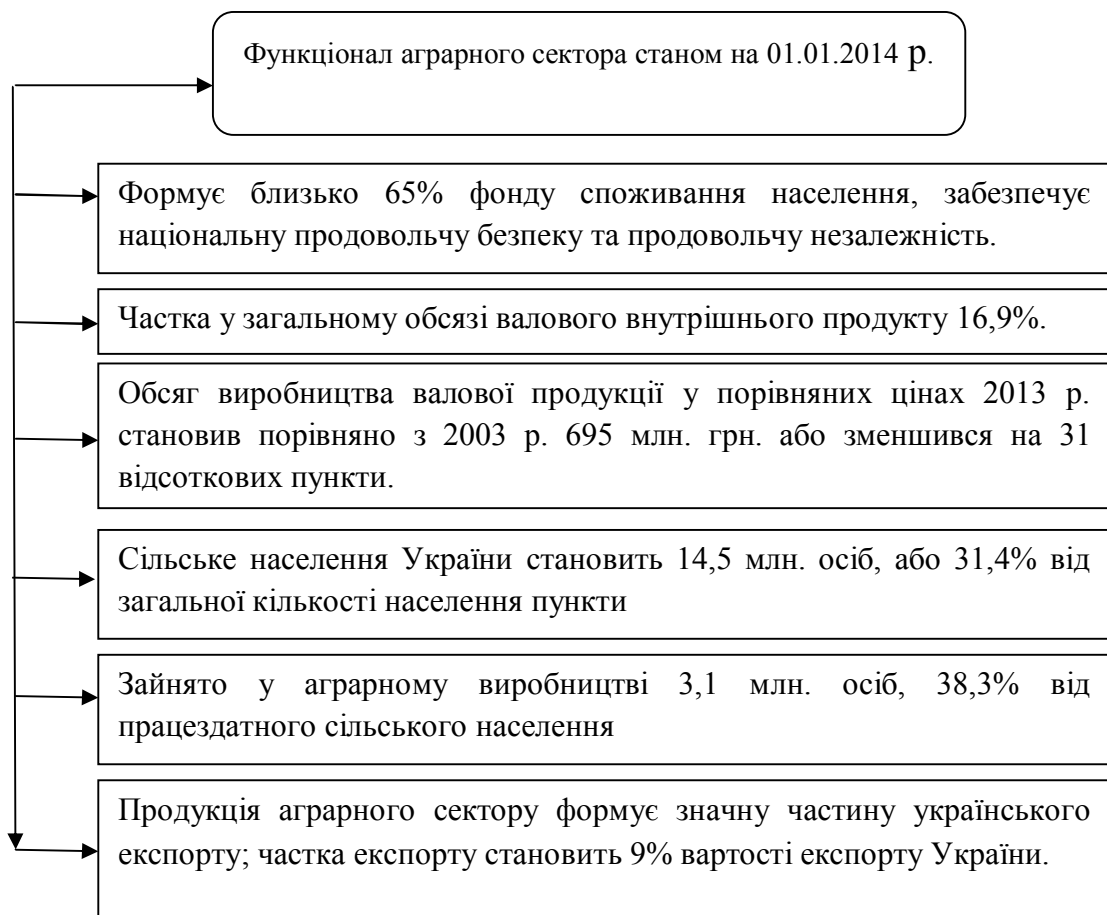 Функціонал аграрного сектора станом на 01.01.2014 р.
Формує близько 65% фонду споживання населення, забезпечує
національну продовольчу безпеку та продовольчу незалежність.
Частка у загальному обсязі валового внутрішнього продукту 16,9%.
Обсяг виробництва валової продукції у порівняних цінах 2013 р.
становив порівняно з 2003 р. 695 млн. грн. або зменшився на 31
відсоткових пункти.
Сільське населення України становить 14,5 млн. осіб, або 31,4% від
загальної кількості населення пункти
Зайнято у аграрному виробництві 3,1 млн. осіб, 38,3% від
працездатного сільського населення
Продукція аграрного сектору формує значну частину українського
експорту; частка експорту становить 9% вартості експорту України.